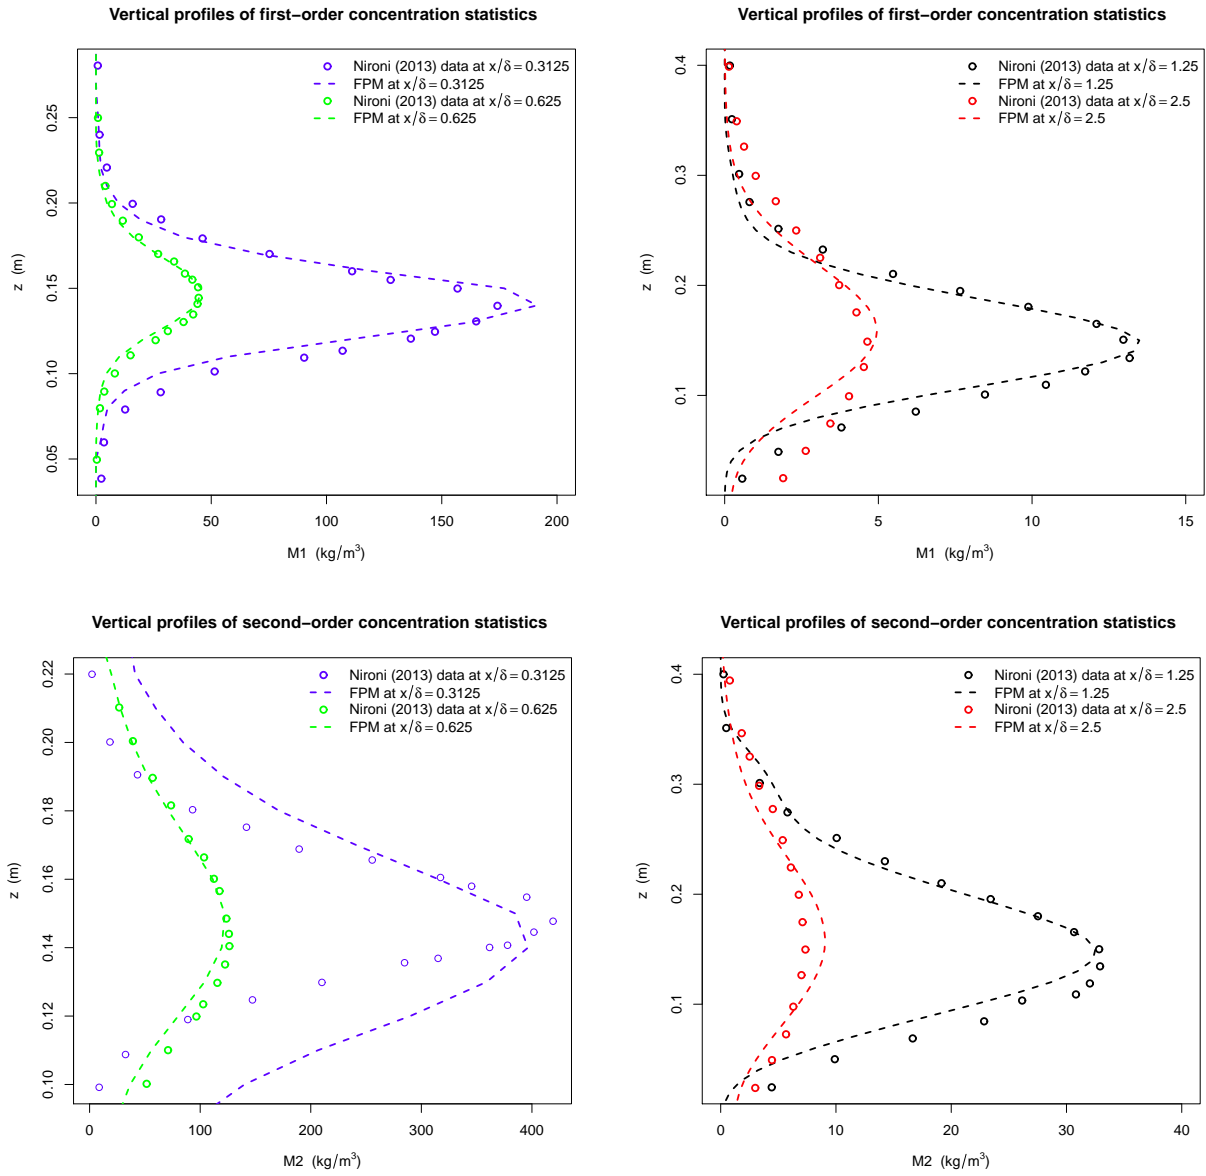 Vertical profiles of first−order concentration statistics
Nironi (2013) data at x/δ = 0.3125
FPM at x/δ = 0.3125
Nironi (2013) data at x/δ = 0.625
FPM at x/δ = 0.625
z (m)
0.25
0.20
0.15
0.10
0.05
0 50 100 150 200
M1 (kg/m³)
Vertical profiles of first−order concentration statistics
Nironi (2013) data at x/δ = 1.25
FPM at x/δ = 1.25
Nironi (2013) data at x/δ = 2.5
FPM at x/δ = 2.5
z (m)
0.4
0.3
0.2
0.1
0 5 10 15
M1 (kg/m³)
Vertical profiles of second−order concentration statistics
Nironi (2013) data at x/δ = 0.3125
FPM at x/δ = 0.3125
Nironi (2013) data at x/δ = 0.625
FPM at x/δ = 0.625
z (m)
0.22
0.20
0.18
0.16
0.14
0.12
0.10
0 100 200 300 400
M2 (kg/m³)
Vertical profiles of second−order concentration statistics
Nironi (2013) data at x/δ = 1.25
FPM at x/δ = 1.25
Nironi (2013) data at x/δ = 2.5
FPM at x/δ = 2.5
z (m)
0.4
0.3
0.2
0.1
0 10 20 30 40
M2 (kg/m³)